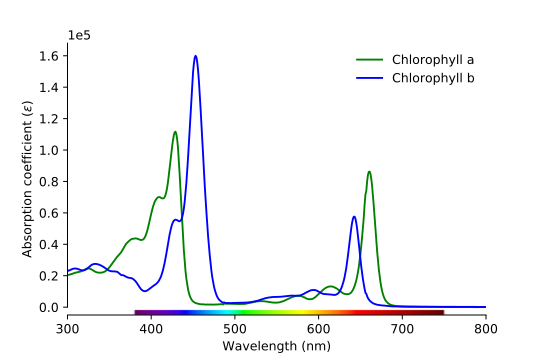 1e5
Chlorophyll a
Chlorophyll b
1.6
1.4
1.2
1.0
0.8
0.6
0.4
0.2
0.0
Absorption coefficient (ε)
300 400 500 600 700 800
Wavelength (nm)